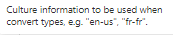 Culture information to be used when
convert types, e.g. "en-us", "fr-fr".